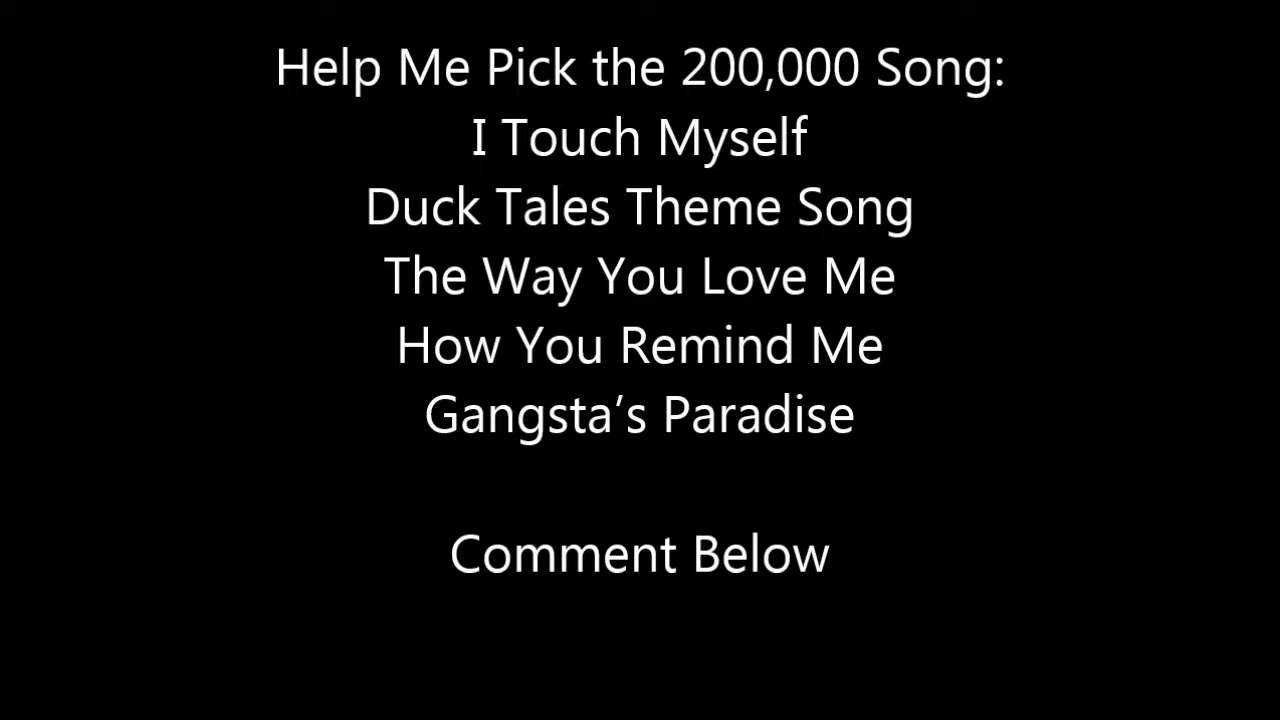 Help Me Pick the 200,000 Song:
I Touch Myself
Duck Tales Theme Song
The Way You Love Me
How You Remind Me
Gangsta’s Paradise
Comment Below